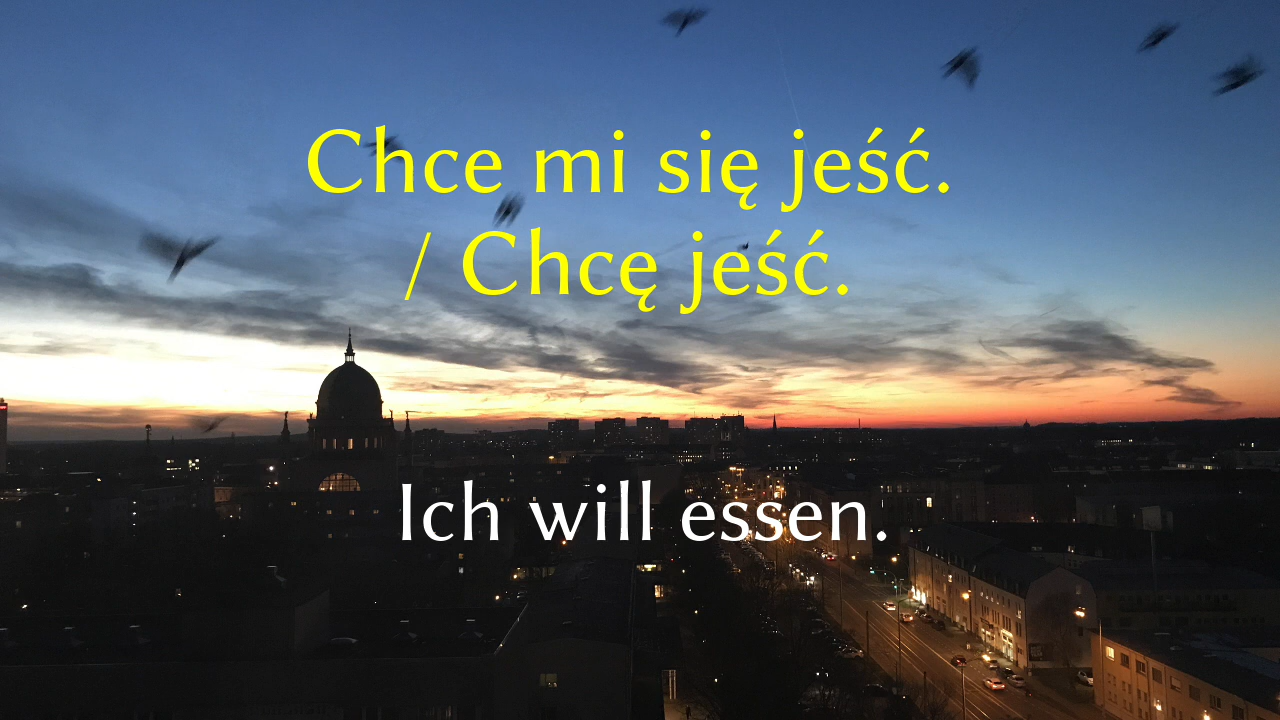 Chce mi się jeść.
/ Chcę jeść.
Ich will essen.